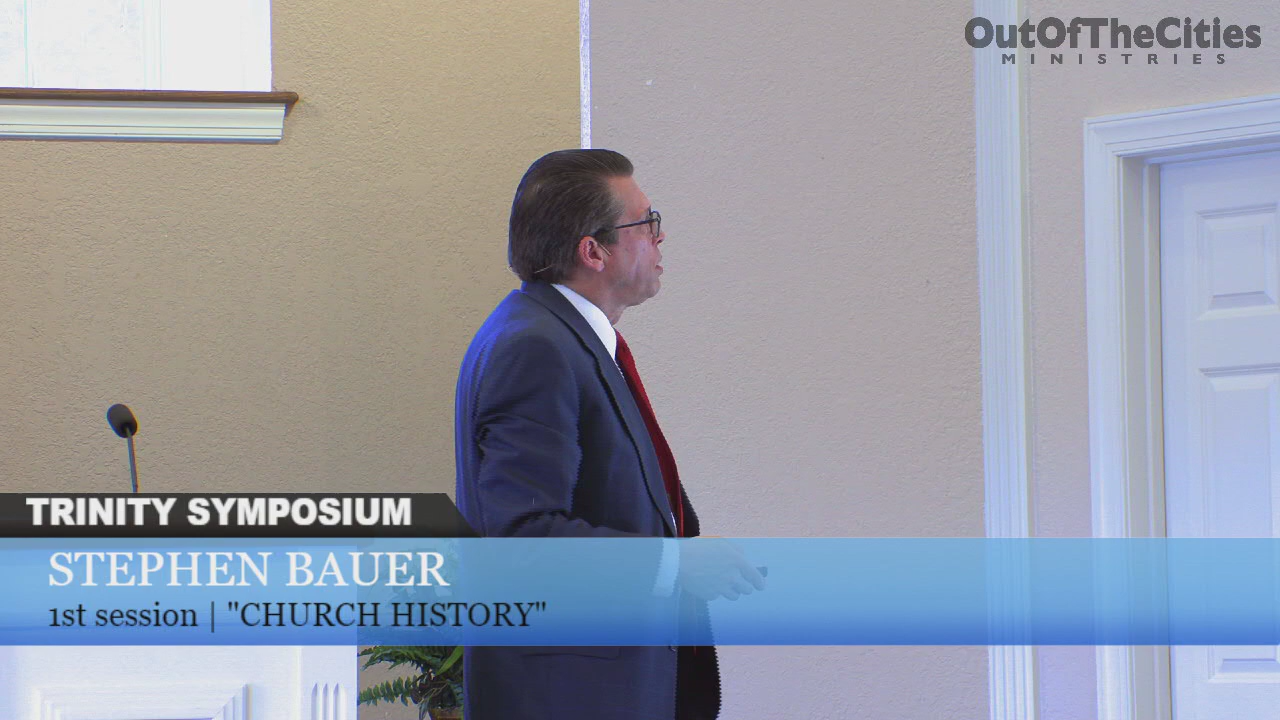 OutOfTheCities
MINISTRIES
TRINITY SYMPOSIUM
STEPHEN BAUER
1st session | "CHURCH HISTORY"